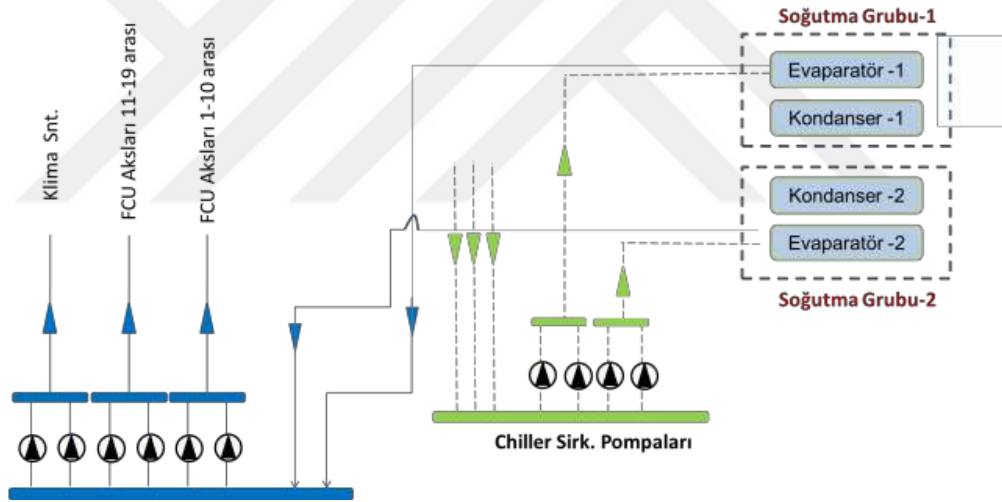 Soğutma Grubu-1
Evaparatör -1
Kondanser -1
Kondanser -2
Evaparatör -2
Soğutma Grubu-2
Klima Snt.
FCU Aksları 11-19 arası
FCU Aksları 1-10 arası
Chiller Sirk. Pompaları